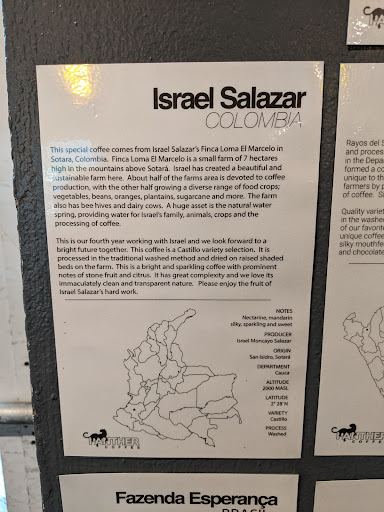 Israel Salazar
COLOMBIA
This special coffee comes from Israel Salazar's Finca Loma El Marcelo in
Sotara, Colombia. Finca Loma El Marcelo is a small farm of 7 hectares
high in the mountains above Sotará. Israel has created a beautiful and
sustainable farm here. About half of the farms area is devoted to coffee
production, with the other half growing a diverse range of food crops;
vegetables, beans, oranges, plantains, sugarcane and more. The farm
also has bee hives and dairy cows. A huge asset is the natural water
spring, providing water for Israel's family, animals, crops and the
processing of coffee.
This is our fourth year working with Israel and we look forward to a
bright future together. This coffee is a Castillo variety selection. It is
processed in the traditional washed method and dried on raised shaded
beds on the farm. This is a bright and sparkling coffee with prominent
notes of stone fruit and citrus. It has great complexity and we love its
immaculately clean and transparent nature. Please enjoy the fruit of
Israel Salazar's hard work.
NOTES
Nectarine, mandarin
silky, sparkling and sweet
PRODUCER
Israel Moncayo Salazar
ORIGIN
San Isidro, Sotará
DEPARTMENT
Cauca
ALTITUDE
2000 MASL
LATITUDE
2° 28'N
VARIETY
Castillo
PROCESS
Washed
PANTHER
COFFEE
Rayos del S
and proces
in the Depa
formed a co
unique to th
farmers by p
of coffee. S
Quality variet
in the washed
of our favorite
unique coffee
silky mouthfe
and chocolate
PANTHER
COFFEE
Fazenda Esperança
BRASIL